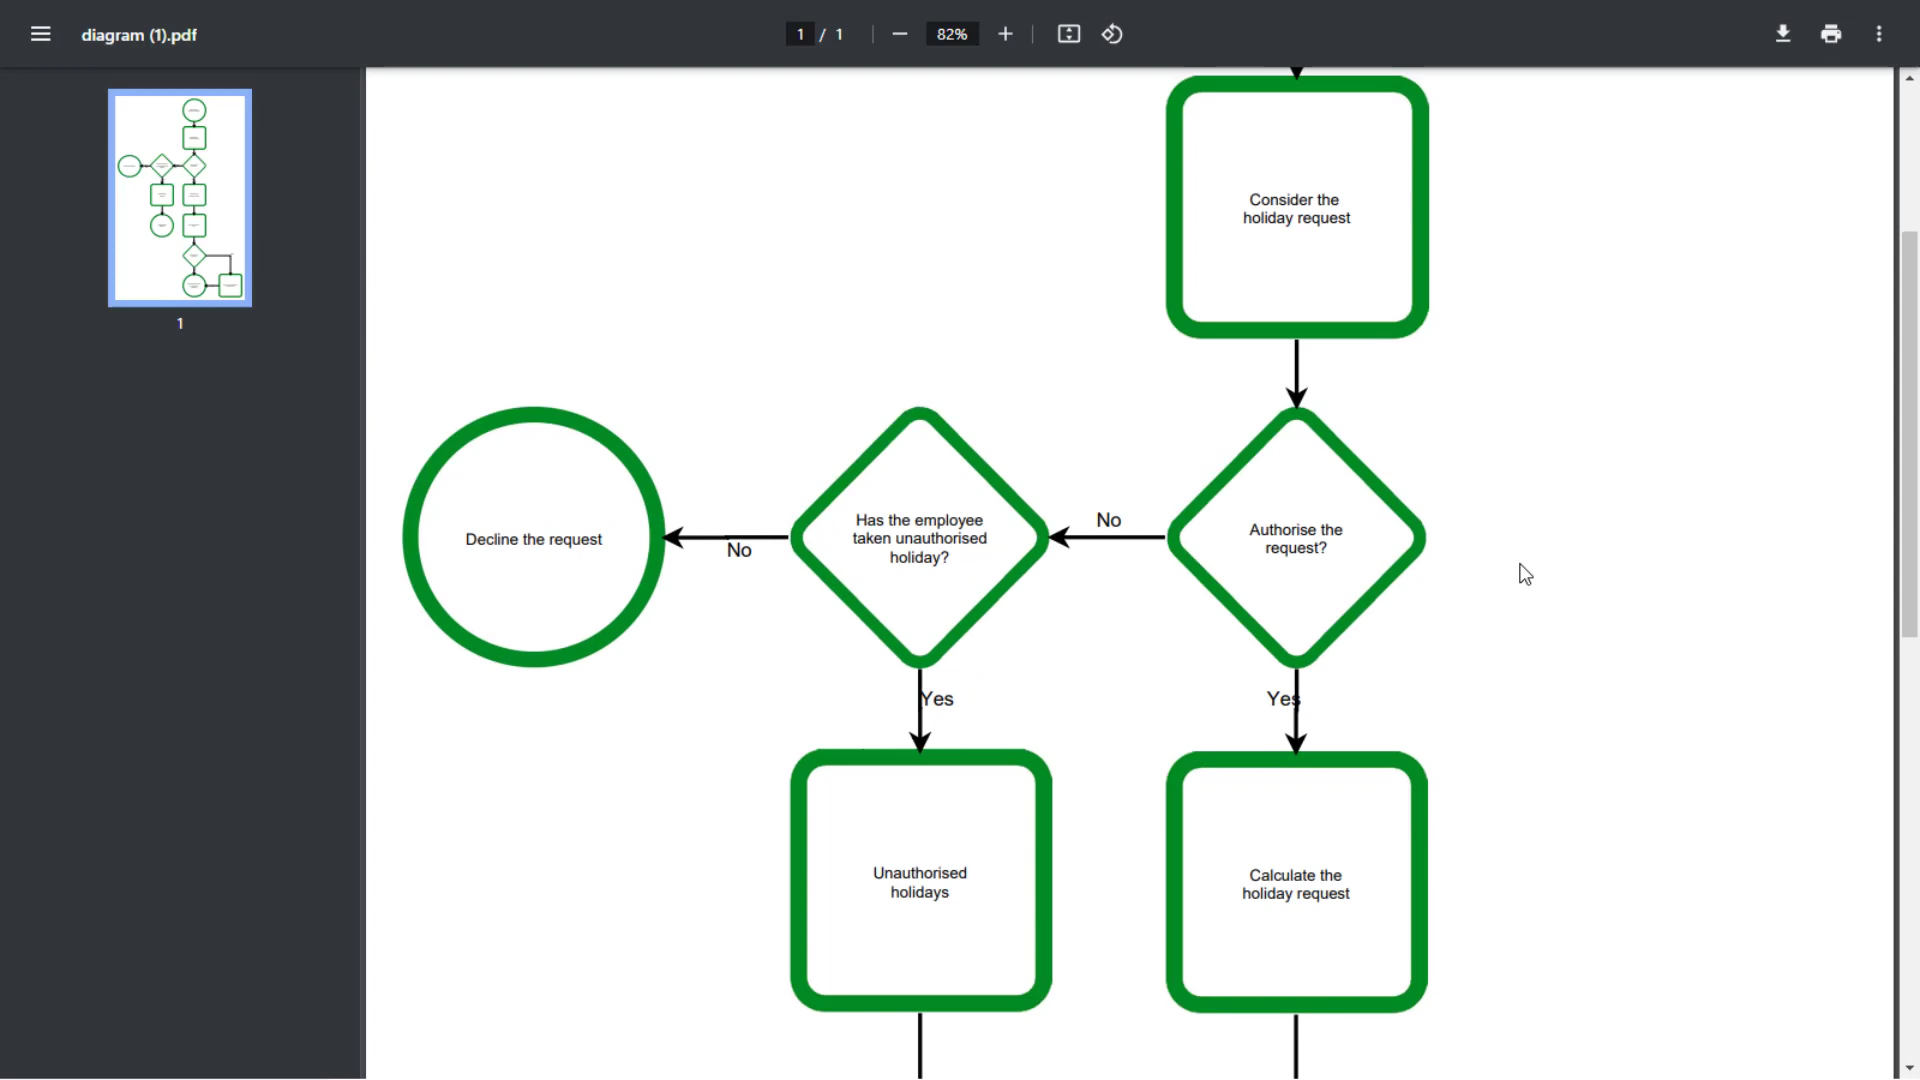 diagram (1).pdf
1 / 1
82%
1
Consider the
holiday request
Decline the request
No
Has the employee
taken unauthorised
holiday?
No
Authorise the
request?
Yes
Yes
Unauthorised
holidays
Calculate the
holiday request